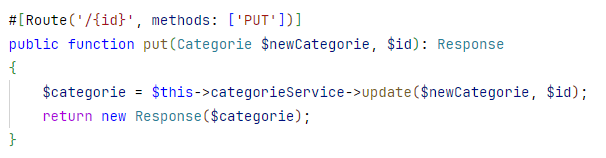 #[Route('/{id}', methods: ['PUT'])]
public function put(Categorie $newCategorie, $id): Response
{
    $categorie = $this->categorieService->update($newCategorie, $id);
    return new Response($categorie);
}